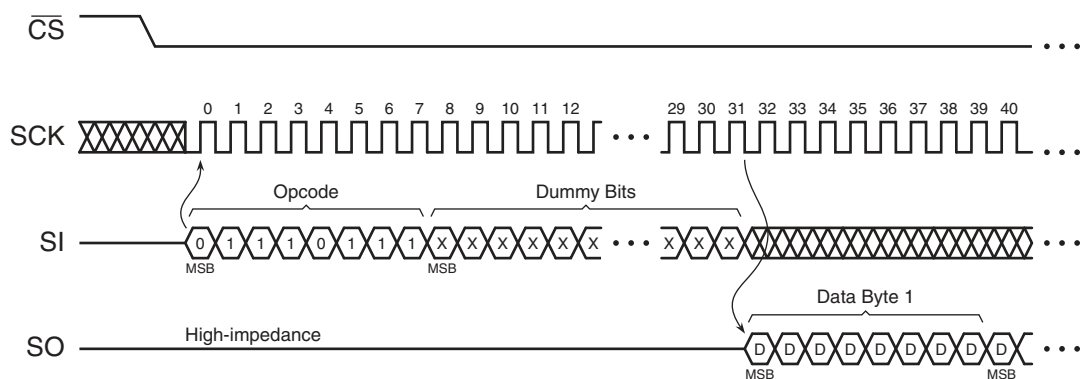 CS
0 1 2 3 4 5 6 7 8 9 10 11 12 29 30 31 32 33 34 35 36 37 38 39 40
SCK
Opcode Dummy Bits
SI 0 1 1 1 0 1 1 1 X X X X X X X X X
MSB MSB
Data Byte 1
High-impedance
SO D D D D D D D D D
MSB MSB